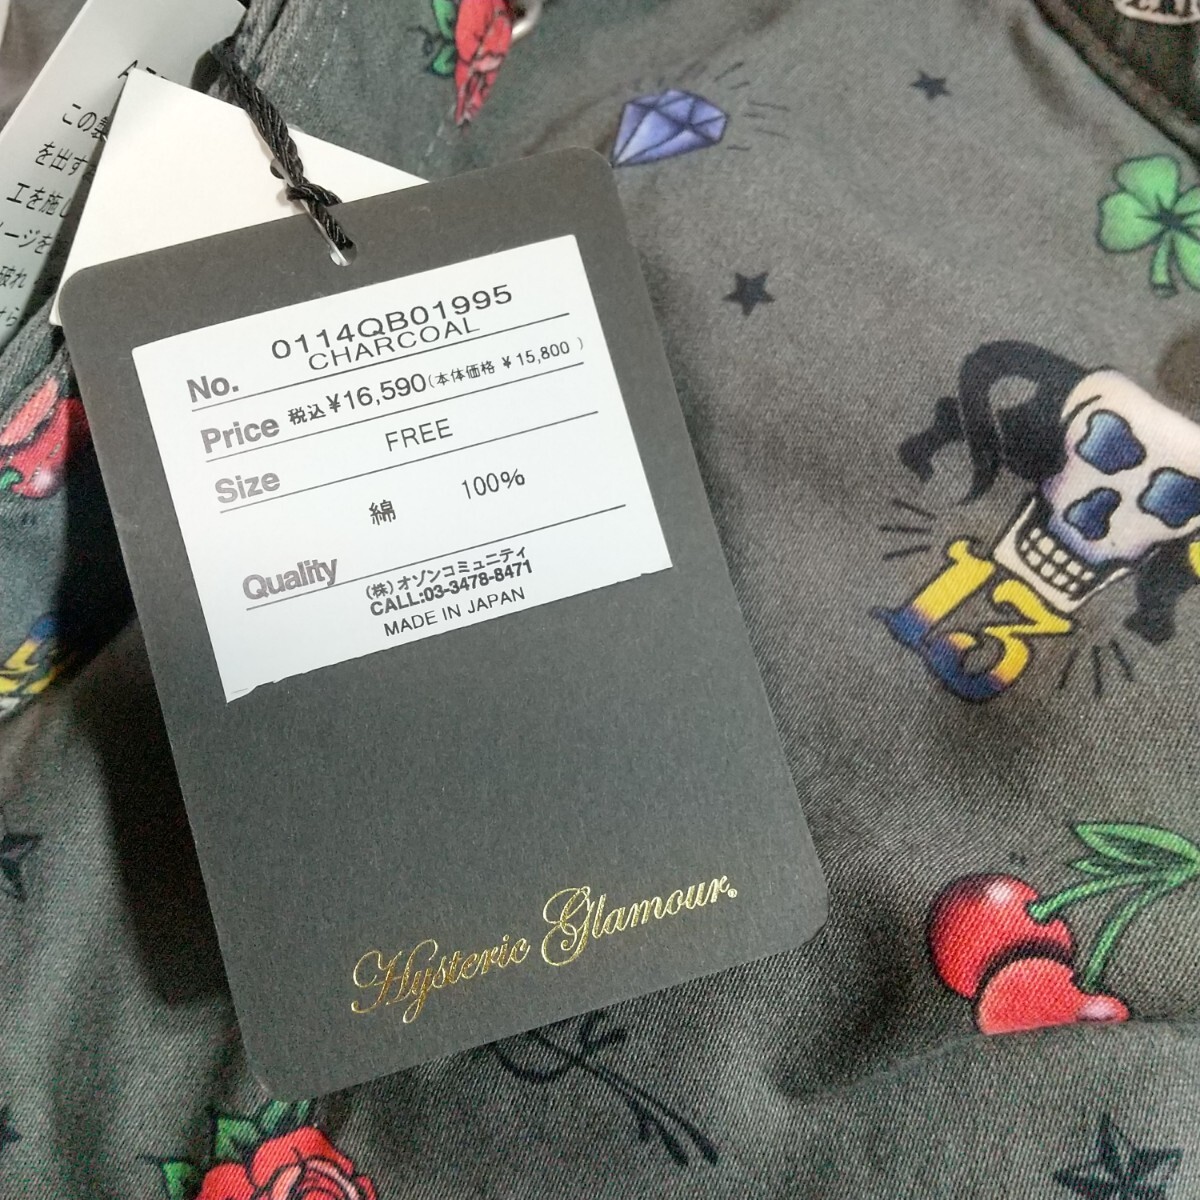 この製
を出す
工を施し
ージを
破れ
No. 0114QB01995
CHARCOAL
Price 税込¥16,590(本体価格 ¥15,800 )
Size FREE
綿 100%
Quality
(株)オゾンコミュニティ
CALL:03-3478-8471
MADE IN JAPAN
Hysteric Glamour®
13